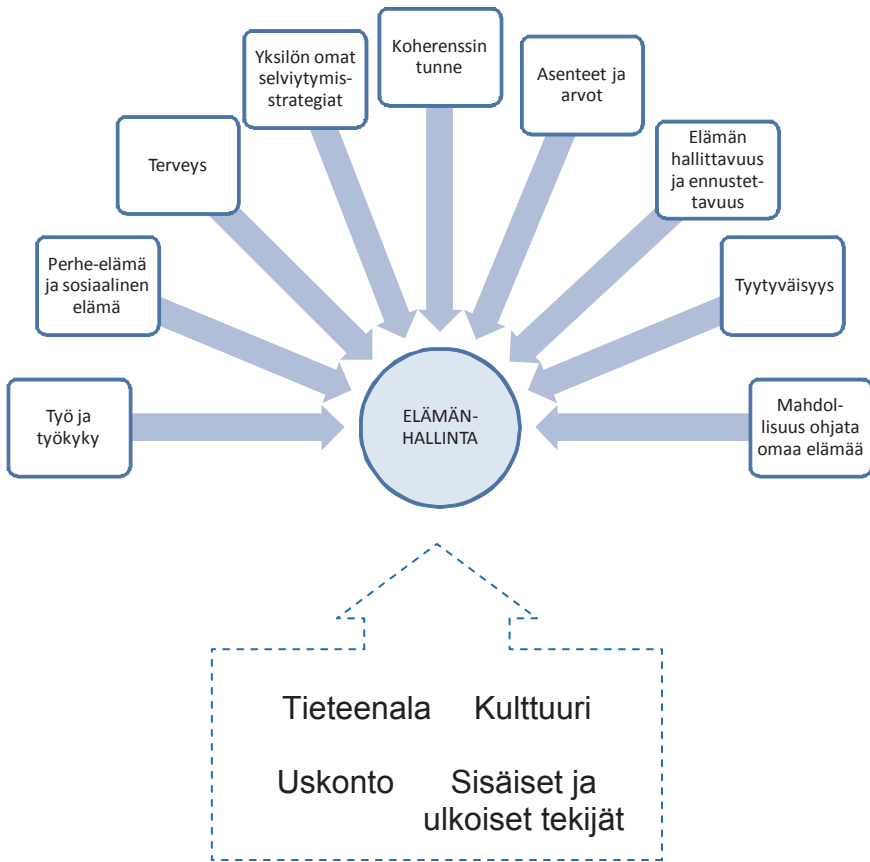 Työ ja
työkyky
Perhe-elämä
ja sosiaalinen
elämä
Terveys
Yksilön omat
selviytymis-
strategiat
Koherenssin
tunne
Asenteet ja
arvot
Elämän
hallittavuus
ja ennustet-
tavuus
Tyytyväisyys
Mahdol-
lisuus ohjata
omaa elämää
ELÄMÄN-
HALLINTA
Tieteenala
Kulttuuri
Uskonto
Sisäiset ja
ulkoiset tekijät